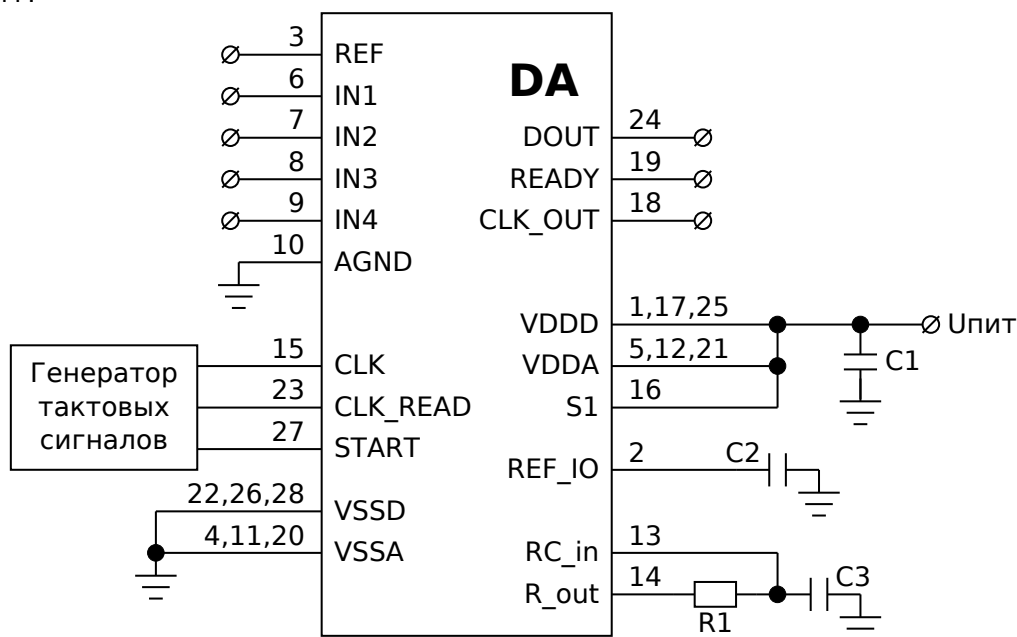 DA
3
REF
6
IN1
7
IN2
8
IN3
9
IN4
10
AGND
Генератор
тактовых
сигналов
15
CLK
23
CLK_READ
27
START
22,26,28
VSSD
4,11,20
VSSA
DOUT
24
READY
19
CLK_OUT
18
VDDD
1,17,25
Uпит
VDDA
5,12,21
C1
S1
16
REF_IO
2
C2
RC_in
13
R_out
14
R1
C3